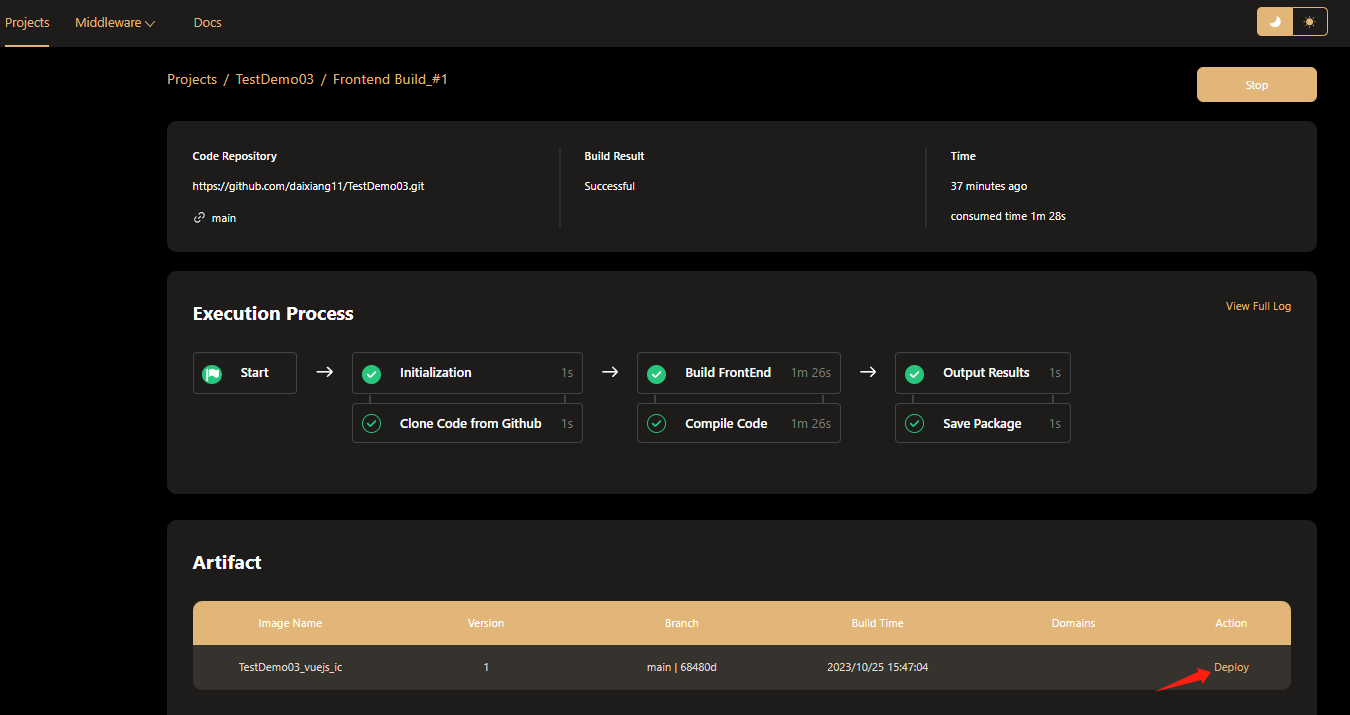 Projects Middleware Docs
Projects / TestDemo03 / Frontend Build_#1
Stop
Code Repository
https://github.com/daixiang11/TestDemo03.git
main
Build Result
Successful
Time
37 minutes ago
consumed time 1m 28s
Execution Process
View Full Log
Start
Initialization 1s
Clone Code from Github 1s
Build FrontEnd 1m 26s
Compile Code 1m 26s
Output Results 1s
Save Package 1s
Artifact
Image Name Version Branch Build Time Domains Action
TestDemo03_vuejs_ic 1 main | 68480d 2023/10/25 15:47:04 Deploy